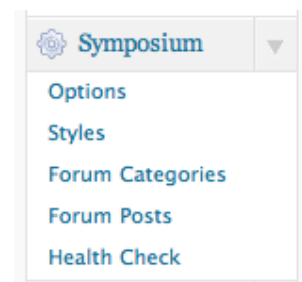 Symposium
Options
Styles
Forum Categories
Forum Posts
Health Check